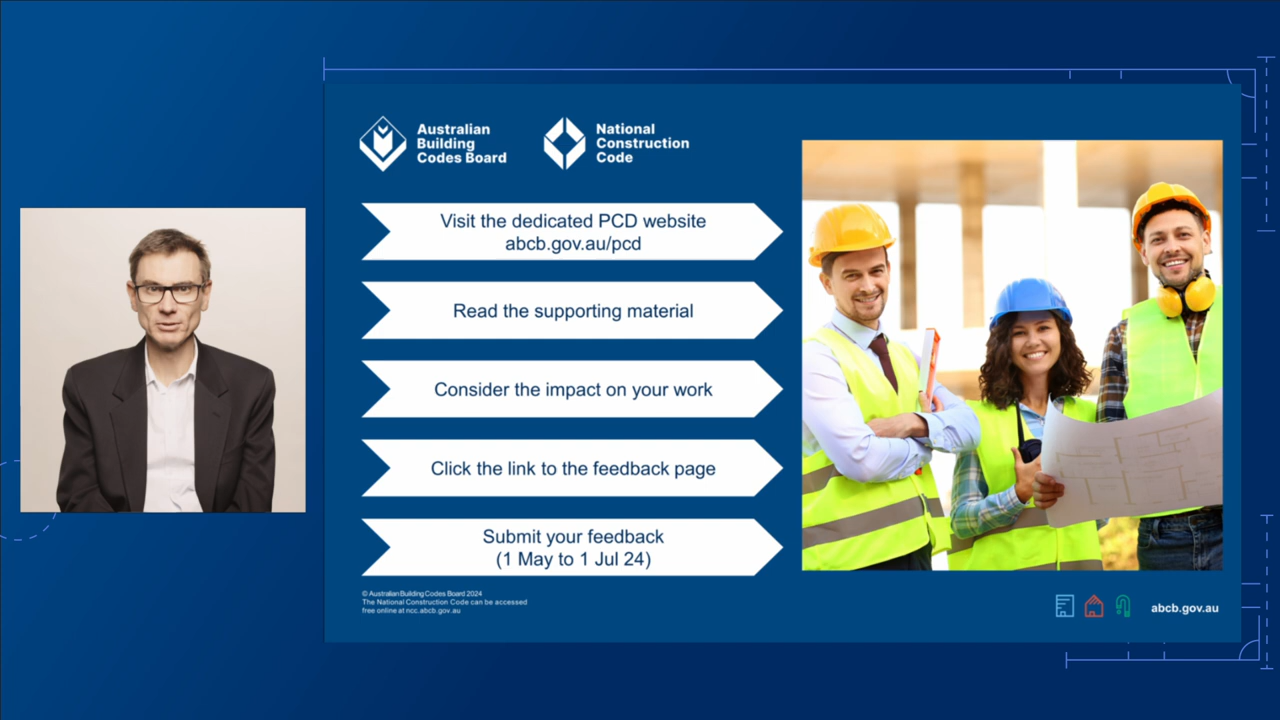 Australian
Building
Codes Board
National
Construction
Code
Visit the dedicated PCD website
abcb.gov.au/pcd
Read the supporting material
Consider the impact on your work
Click the link to the feedback page
Submit your feedback
(1 May to 1 Jul 24)
© Australian Building Codes Board 2024
The National Construction Code can be accessed
free online at ncc.abcb.gov.au
abcb.gov.au